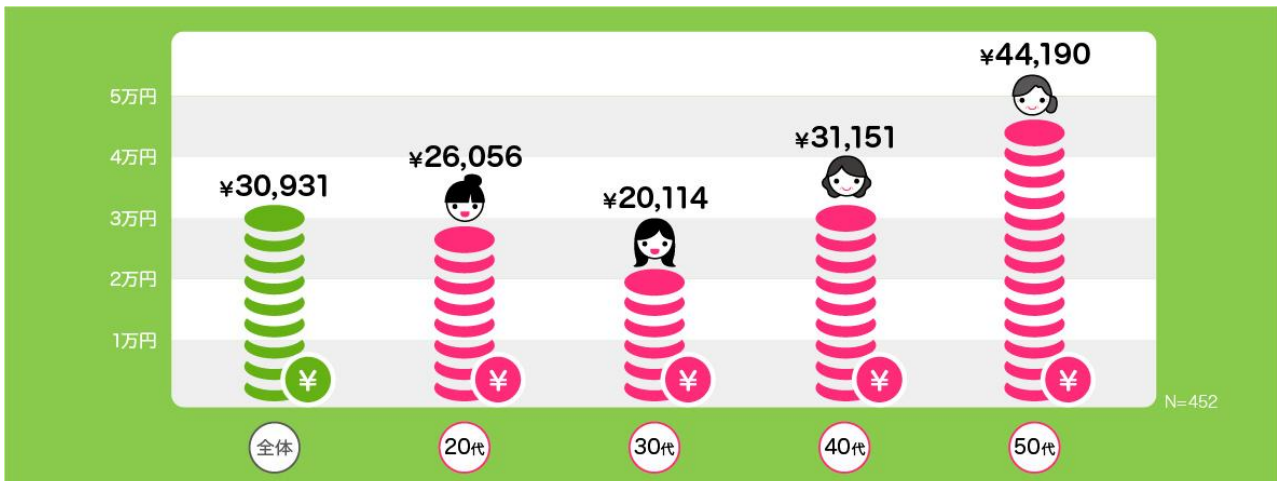 ¥44,190
¥31,151
¥26,056
¥30,931
¥20,114
5万円
4万円
3万円
2万円
1万円
¥
¥
¥
¥
¥
N=452
全体
20代
30代
40代
50代